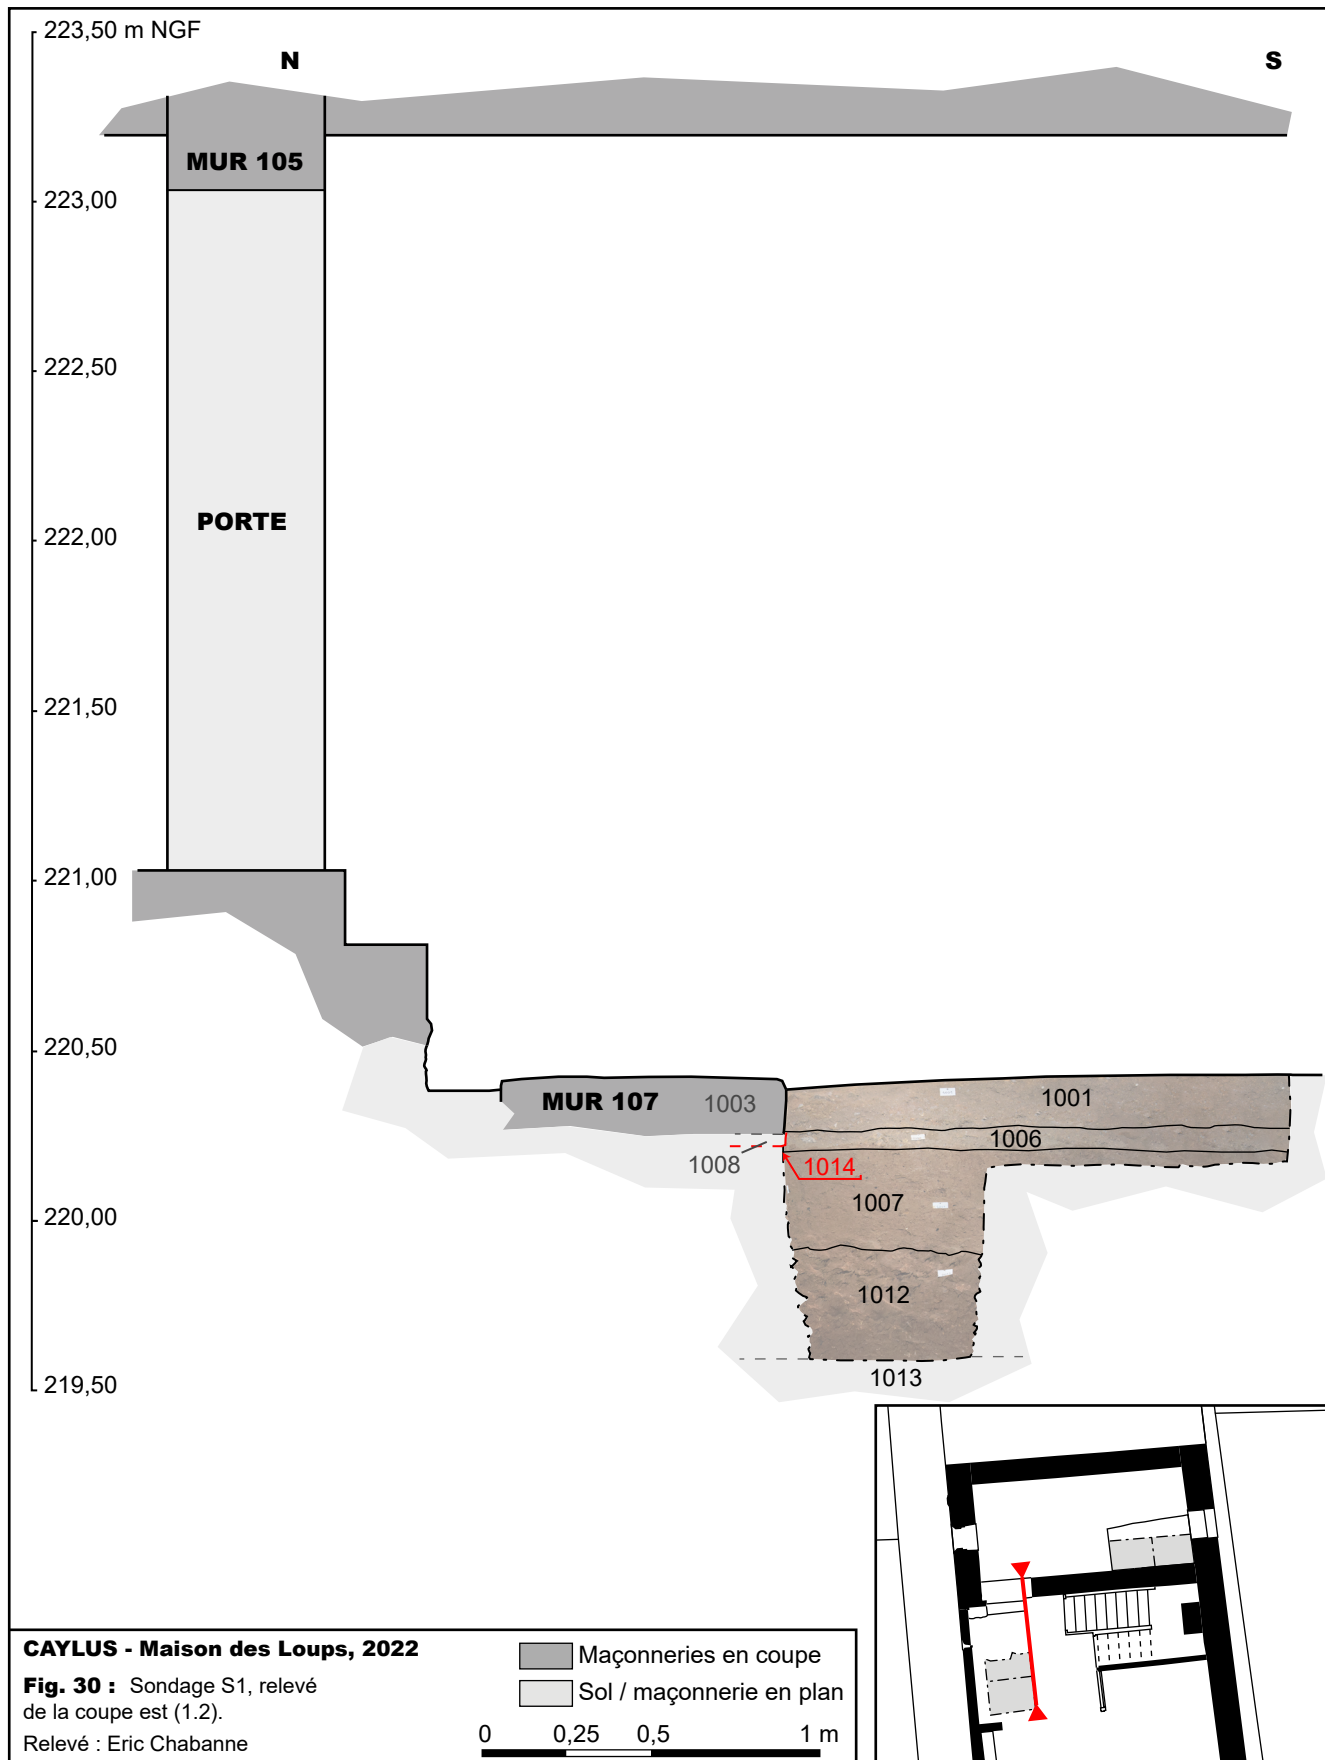 223,50 m NGF
N
S
MUR 105
223,00
222,50
PORTE
222,00
221,50
221,00
220,50
MUR 107
1003
1001
1006
1008
1014
1007
220,00
1012
1013
219,50
CAYLUS - Maison des Loups, 2022
Fig. 30 : Sondage S1, relevé
de la coupe est (1.2).
Relevé : Eric Chabanne
Maçonneries en coupe
Sol / maçonnerie en plan
0 0,25 0,5 1 m